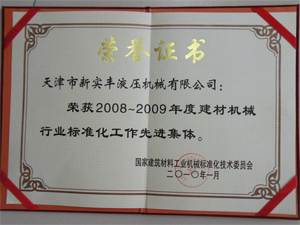 荣誉证书
天津市新实丰液压机械有限公司：
荣获2008~2009年度建材机械
行业标准化工作先进集体。
国家建筑材料工业机械标准化技术委员会
二〇一〇年一月